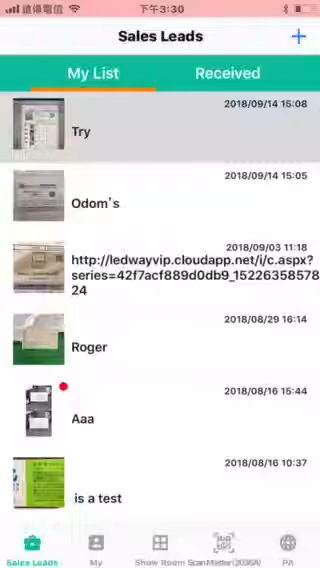 遠傳電信
下午3:30
Sales Leads
+
My List
Received
2018/09/14 15:08
Try
2018/09/14 15:05
Odom's
2018/09/03 11:18
http://ledwayvip.cloudapp.net/i/c.aspx?
series=42f7acf889d0db9_15226358578
24
2018/08/29 16:14
Roger
2018/08/16 15:44
Aaa
2018/08/16 10:37
is a test
Sales Leads
My
Show Room
PA